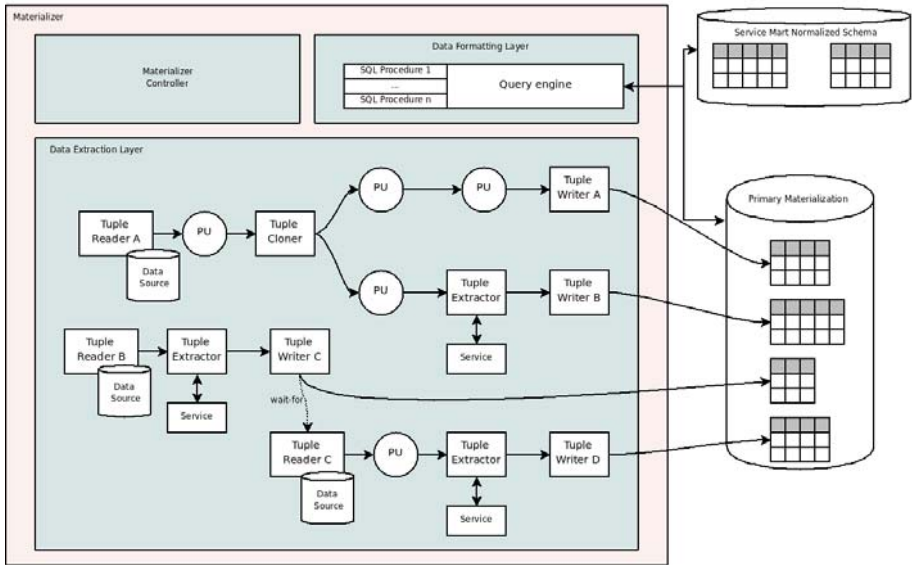 Materializer
Materializer
Controller
Data Formatting Layer
SQL Procedure 1
...
SQL Procedure n
Query engine
Service Mart Normalized Schema
Primary Materialization
Data Extraction Layer
Tuple
Reader A
Data
Source
PU
Tuple
Cloner
PU
PU
Tuple
Writer A
PU
Tuple
Extractor
Service
Tuple
Writer B
Tuple
Reader B
Data
Source
Tuple
Extractor
Service
Tuple
Writer C
wait-for
Tuple
Reader C
Data
Source
PU
Tuple
Extractor
Service
Tuple
Writer D